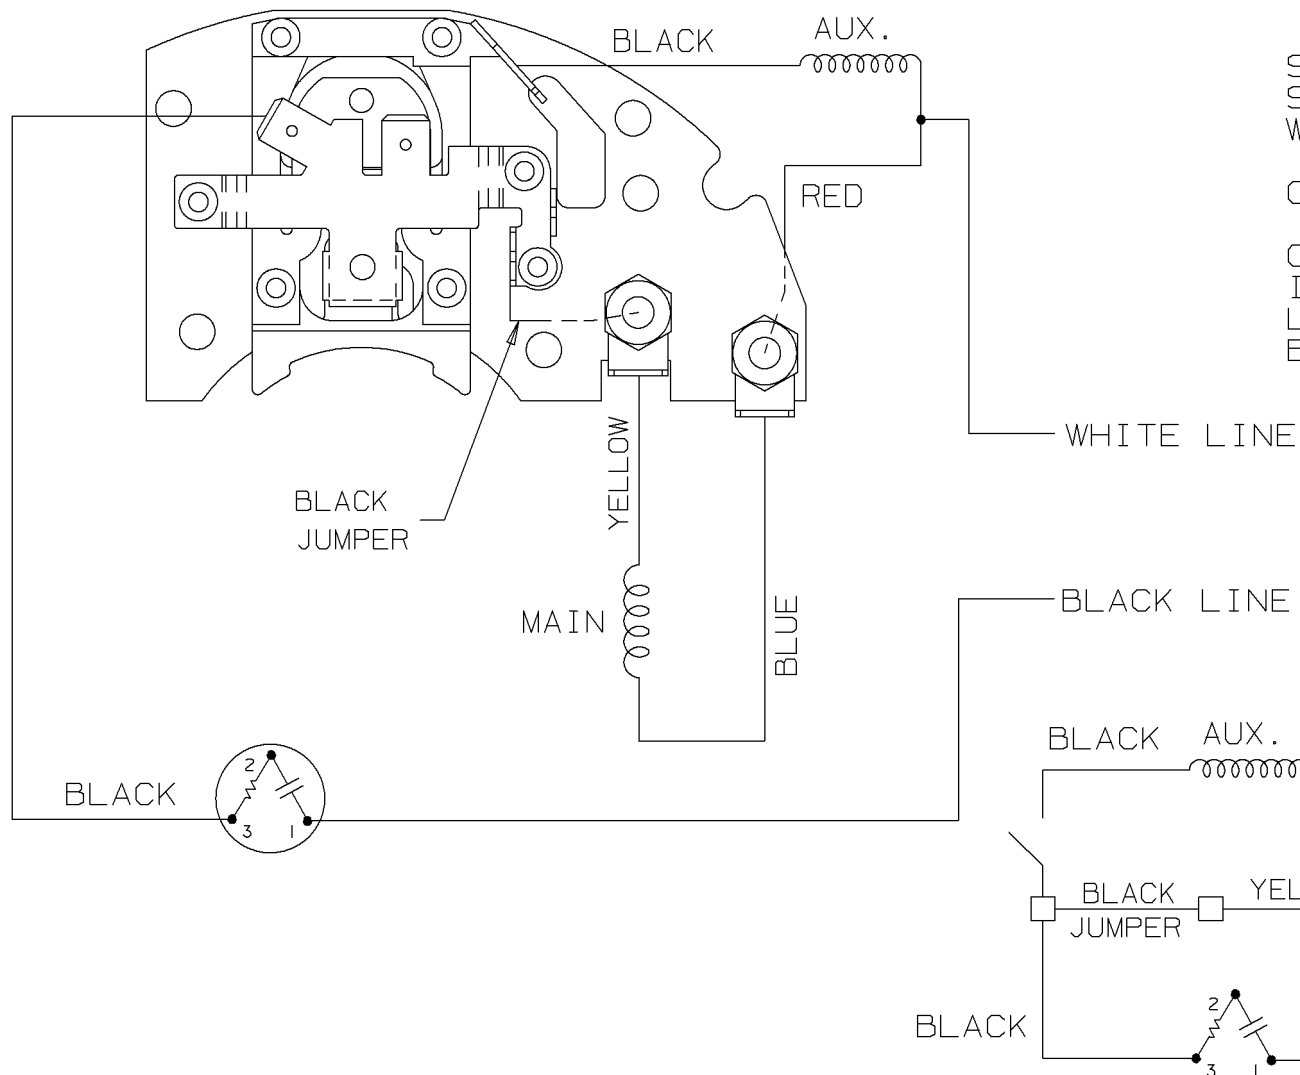 BLACK
AUX.
RED
WHITE LINE
YELLOW
BLACK
JUMPER
MAIN
BLUE
BLACK LINE
BLACK
2
3
1
BLACK
AUX.
BLACK
JUMPER
YEL
BLACK
2
3
1